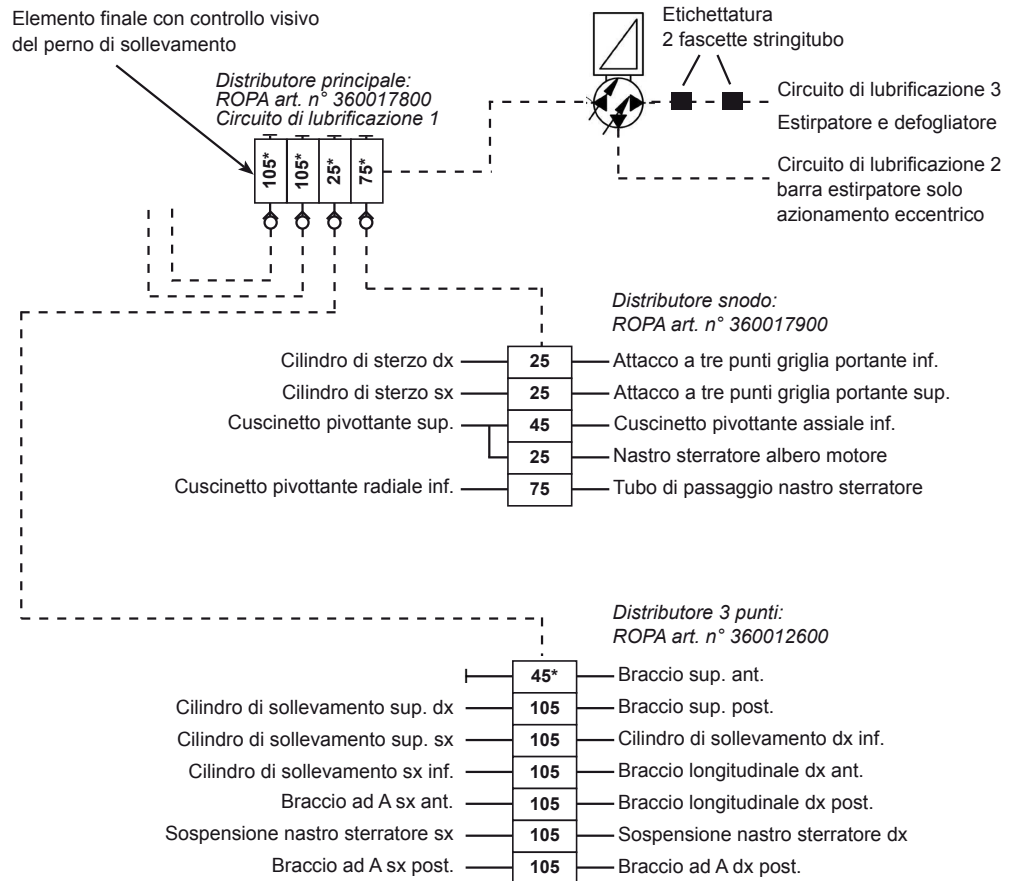 Elemento finale con controllo visivo
del perno di sollevamento
Etichettatura
2 fascette stringitubo
Distributore principale:
ROPA art. n° 360017800
Circuito di lubrificazione 1
105*
105*
25*
75*
Circuito di lubrificazione 3
Estirpatore e defogliatore
Circuito di lubrificazione 2
barra estirpatore solo
azionamento eccentrico
Distributore snodo:
ROPA art. n° 360017900
Cilindro di sterzo dx 25 Attacco a tre punti griglia portante inf.
Cilindro di sterzo sx 25 Attacco a tre punti griglia portante sup.
Cuscinetto pivottante sup. 45 Cuscinetto pivottante assiale inf.
25 Nastro sterratore albero motore
Cuscinetto pivottante radiale inf. 75 Tubo di passaggio nastro sterratore
Distributore 3 punti:
ROPA art. n° 360012600
45* Braccio sup. ant.
Cilindro di sollevamento sup. dx 105 Braccio sup. post.
Cilindro di sollevamento sup. sx 105 Cilindro di sollevamento dx inf.
Cilindro di sollevamento sx inf. 105 Braccio longitudinale dx ant.
Braccio ad A sx ant. 105 Braccio longitudinale dx post.
Sospensione nastro sterratore sx 105 Sospensione nastro sterratore dx
Braccio ad A sx post. 105 Braccio ad A dx post.